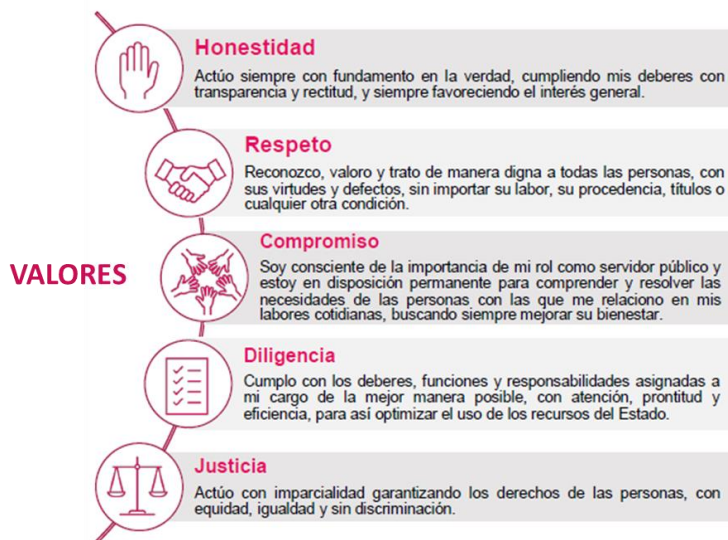 Honestidad
Actúo siempre con fundamento en la verdad, cumpliendo mis deberes con
transparencia y rectitud, y siempre favoreciendo el interés general.
Respeto
Reconozco, valoro y trato de manera digna a todas las personas, con
sus virtudes y defectos, sin importar su labor, su procedencia, títulos o
cualquier otra condición.
VALORES
Compromiso
Soy consciente de la importancia de mi rol como servidor público y
estoy en disposición permanente para comprender y resolver las
necesidades de las personas con las que me relaciono en mis
labores cotidianas, buscando siempre mejorar su bienestar.
Diligencia
Cumplo con los deberes, funciones y responsabilidades asignadas a
mi cargo de la mejor manera posible, con atención, prontitud y
eficiencia, para así optimizar el uso de los recursos del Estado.
Justicia
Actúo con imparcialidad garantizando los derechos de las personas, con
equidad, igualdad y sin discriminación.